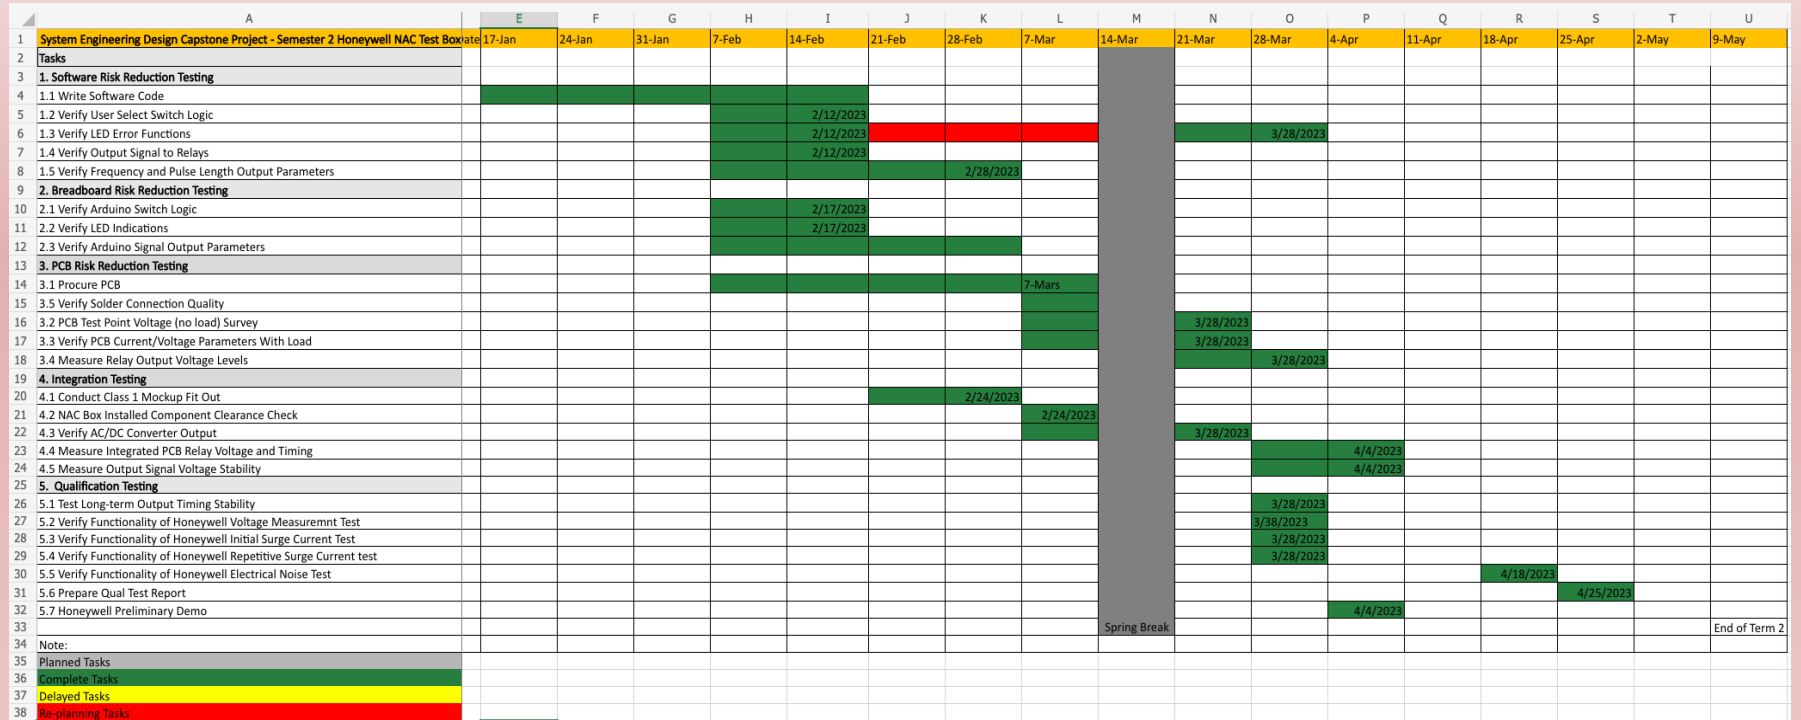 A E F G H I J K L M N O P Q R S T U
1 System Engineering Design Capstone Project - Semester 2 Honeywell NAC Test Box ate 17-Jan 24-Jan 31-Jan 7-Feb 14-Feb 21-Feb 28-Feb 7-Mar 14-Mar 21-Mar 28-Mar 4-Apr 11-Apr 18-Apr 25-Apr 2-May 9-May
2 Tasks
3 1. Software Risk Reduction Testing
4 1.1 Write Software Code
5 1.2 Verify User Select Switch Logic 2/12/2023
6 1.3 Verify LED Error Functions 2/12/2023 3/28/2023
7 1.4 Verify Output Signal to Relays 2/12/2023
8 1.5 Verify Frequency and Pulse Length Output Parameters 2/28/2023
9 2. Breadboard Risk Reduction Testing
10 2.1 Verify Arduino Switch Logic 2/17/2023
11 2.2 Verify LED Indications 2/17/2023
12 2.3 Verify Arduino Signal Output Parameters
13 3. PCB Risk Reduction Testing
14 3.1 Procure PCB 7-Mars
15 3.5 Verify Solder Connection Quality
16 3.2 PCB Test Point Voltage (no load) Survey 3/28/2023
17 3.3 Verify PCB Current/Voltage Parameters With Load 3/28/2023
18 3.4 Measure Relay Output Voltage Levels 3/28/2023
19 4. Integration Testing
20 4.1 Conduct Class 1 Mockup Fit Out 2/24/2023
21 4.2 NAC Box Installed Component Clearance Check 2/24/2023
22 4.3 Verify AC/DC Converter Output 3/28/2023
23 4.4 Measure Integrated PCB Relay Voltage and Timing 4/4/2023
24 4.5 Measure Output Signal Voltage Stability 4/4/2023
25 5. Qualification Testing
26 5.1 Test Long-term Output Timing Stability 3/28/2023
27 5.2 Verify Functionality of Honeywell Voltage Measuremnt Test 3/38/2023
28 5.3 Verify Functionality of Honeywell Initial Surge Current Test 3/28/2023
29 5.4 Verify Functionality of Honeywell Repetitive Surge Current test 3/28/2023
30 5.5 Verify Functionality of Honeywell Electrical Noise Test 4/18/2023
31 5.6 Prepare Qual Test Report 4/25/2023
32 5.7 Honeywell Preliminary Demo 4/4/2023
33 Spring Break End of Term 2
34 Note:
35 Planned Tasks
36 Complete Tasks
37 Delayed Tasks
38 Re-planning Tasks